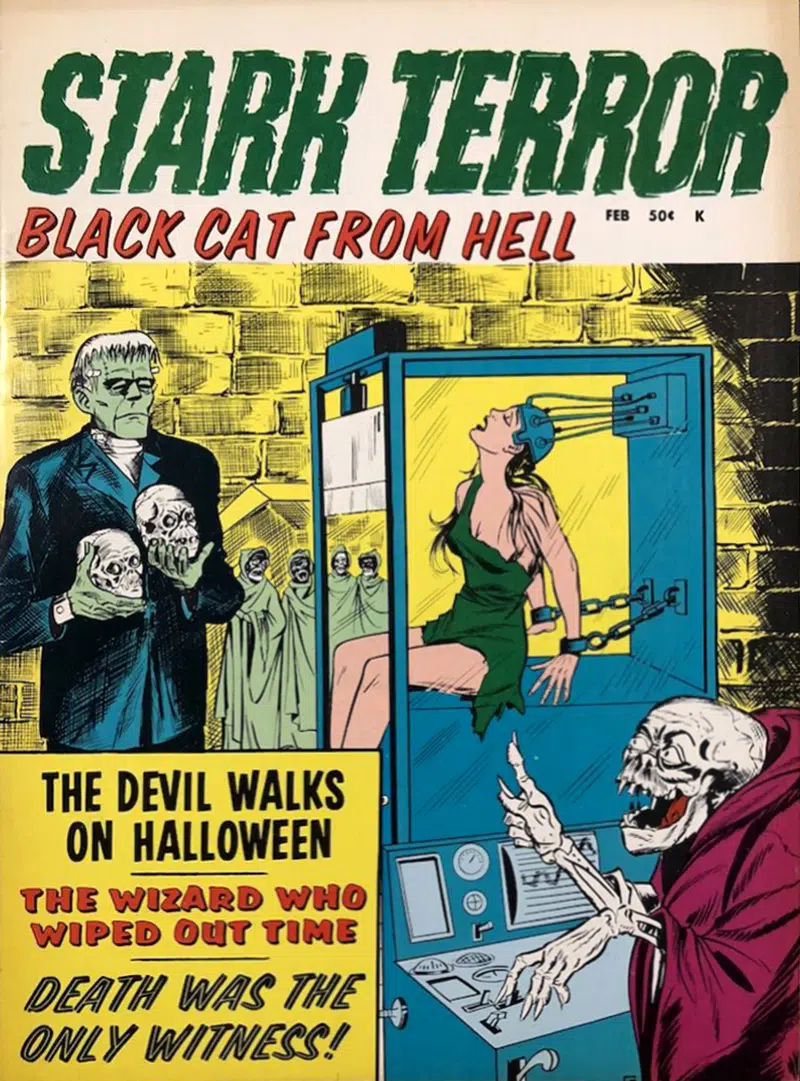 STARK TERROR
BLACK CAT FROM HELL
FEB 50¢ K
THE DEVIL WALKS
ON HALLOWEEN
THE WIZARD WHO
WIPED OUT TIME
DEATH WAS THE
ONLY WITNESS!